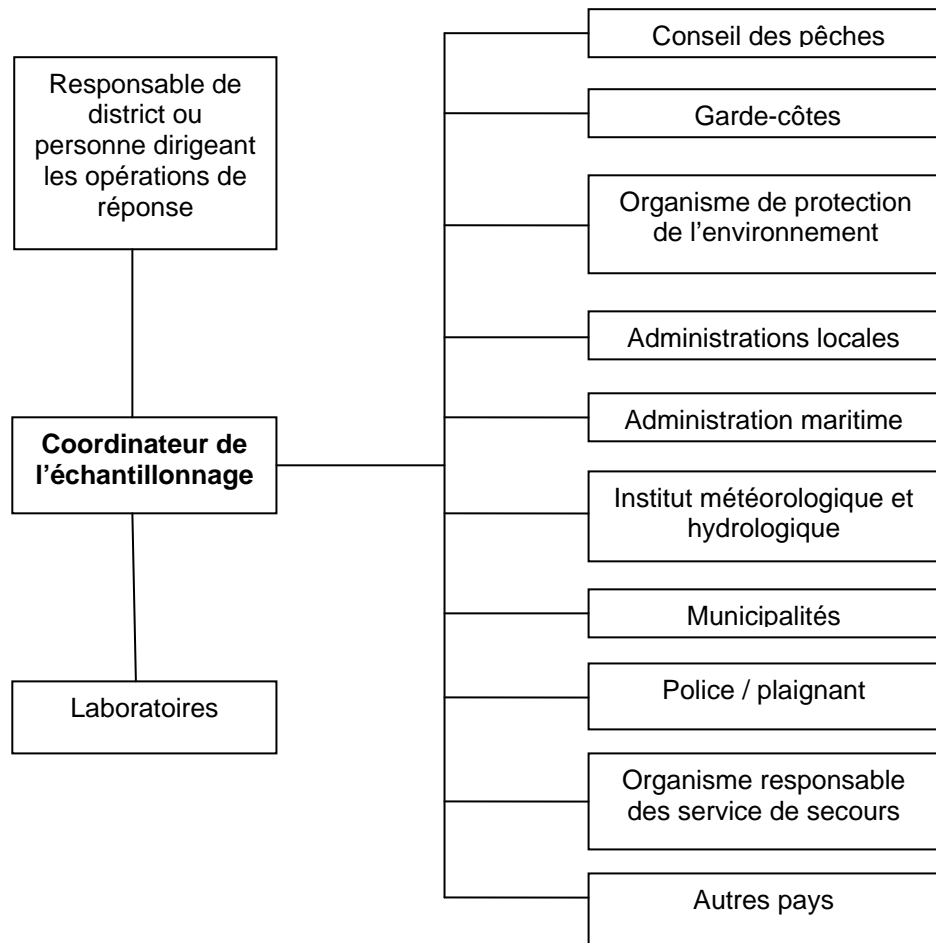 Responsable de
district ou
personne dirigeant
les opérations de
réponse
Coordinateur de
l'échantillonnage
Laboratoires
Conseil des pêches
Garde-côtes
Organisme de protection
de l'environnement
Administrations locales
Administration maritime
Institut météorologique et
hydrologique
Municipalités
Police / plaignant
Organisme responsable
des service de secours
Autres pays